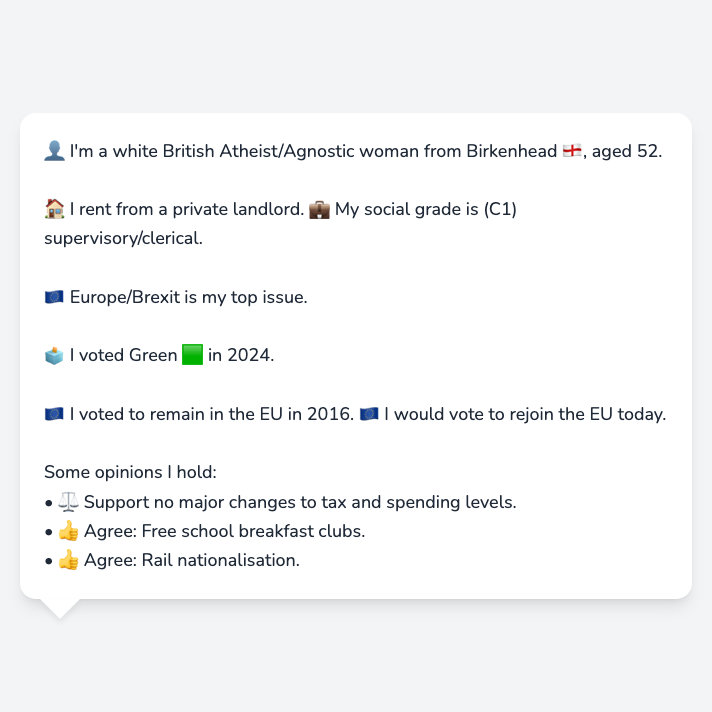 👤 I'm a white British Atheist/Agnostic woman from Birkenhead 🏴󠁧󠁢󠁥󠁮󠁧󠁿, aged 52.
🏠 I rent from a private landlord. 💼 My social grade is (C1)
supervisory/clerical.
🇪🇺 Europe/Brexit is my top issue.
🗳️ I voted Green 🟩 in 2024.
🇪🇺 I voted to remain in the EU in 2016. 🇪🇺 I would vote to rejoin the EU today.
Some opinions I hold:
• ⚖️ Support no major changes to tax and spending levels.
• 👍 Agree: Free school breakfast clubs.
• 👍 Agree: Rail nationalisation.